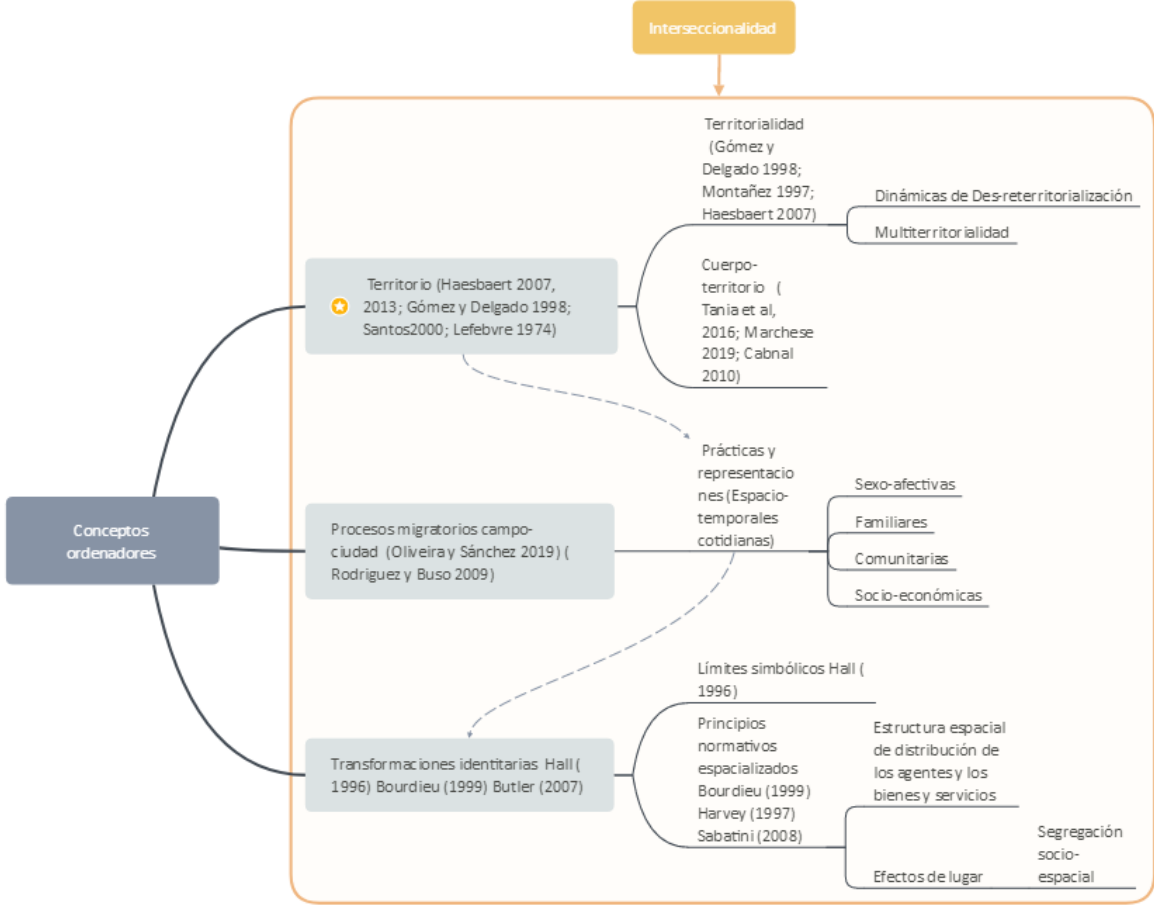 Interseccionalidad
Territorialidad
(Gómez y
Delgado 1998;
Montañez 1997;
Haesbaert 2007)
Dinámicas de Des-reterritorialización
Multiterritorialidad
Cuerpo-
territorio (
Tania et al,
2016; Marchese
2019; Cabnal
2010)
Territorio (Haesbaert 2007,
2013; Gómez y Delgado 1998;
Santos2000; Lefebvre 1974)
Prácticas y
representacio
nes (Espacio-
temporales
cotidianas)
Sexo-afectivas
Familiares
Comunitarias
Socio-económicas
Conceptos
ordenadores
Procesos migratorios campo-
ciudad (Oliveira y Sánchez 2019) (
Rodriguez y Buso 2009)
Límites simbólicos Hall (
1996)
Principios
normativos
espacializados
Bourdieu (1999)
Harvey (1997)
Sabatini (2008)
Estructura espacial
de distribución de
los agentes y los
bienes y servicios
Transformaciones identitarias Hall (
1996) Bourdieu (1999) Butler (2007)
Efectos de lugar
Segregación
socio-
espacial